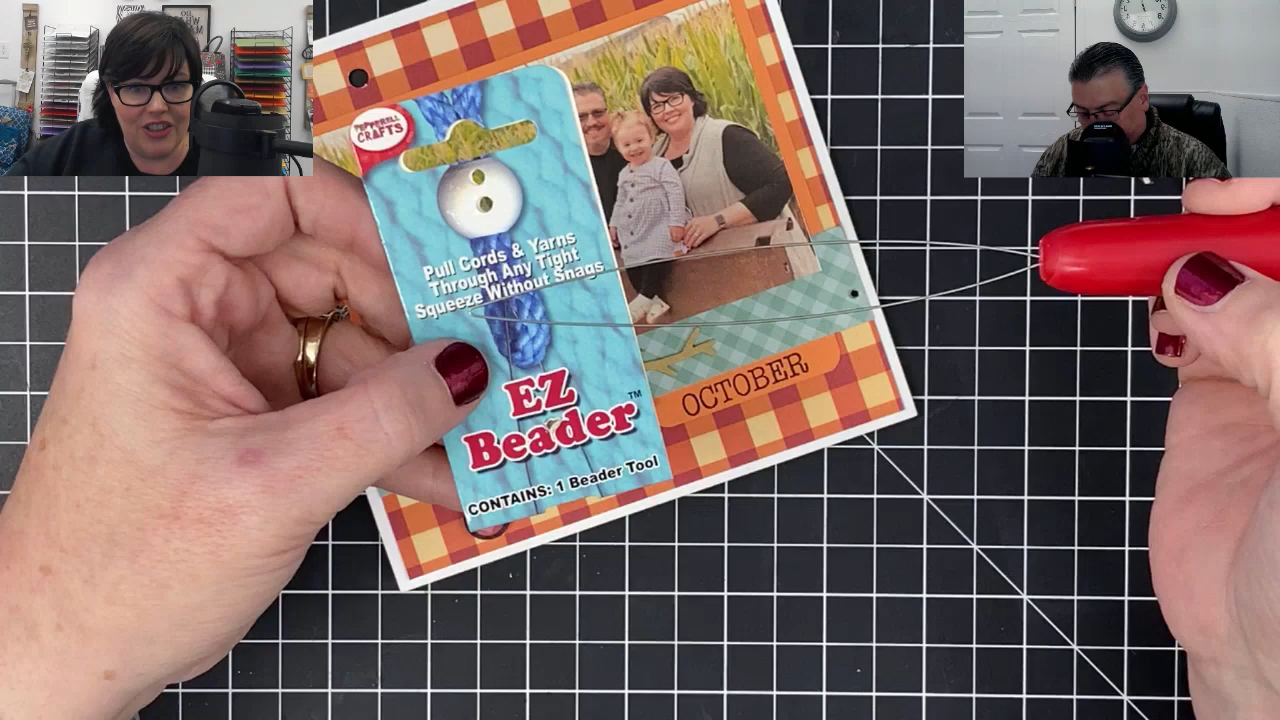 PEPPERELL
CRAFTS
Pull Cords & Yarns
Through Any Tight
Squeeze Without Snags
EZ
Beader™
CONTAINS: 1 Beader Tool
OCTOBER